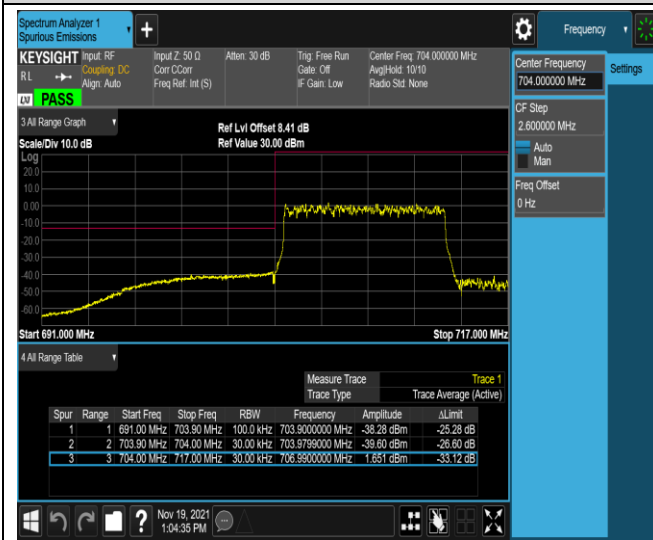 Spectrum Analyzer 1
Spurious Emissions
+
Frequency
KEYSIGHT
RL
PASS
LXI
Input: RF
Coupling: DC
Align: Auto
Input Z: 50 Ω
Corr CCorr
Freq Ref: Int (S)
Atten: 30 dB
Trig: Free Run
Gate: Off
IF Gain: Low
Center Freq: 704.000000 MHz
Avg|Hold: 10/10
Radio Std: None
Center Frequency
704.000000 MHz
Settings
CF Step
2.600000 MHz
Auto
Man
Freq Offset
0 Hz
3 All Range Graph
Scale/Div 10.0 dB
Ref Lvl Offset 8.41 dB
Ref Value 30.00 dBm
Log
20.0
10.0
0.00
-10.0
-20.0
-30.0
-40.0
-50.0
-60.0
Start 691.000 MHz
Stop 717.000 MHz
4 All Range Table
Measure Trace Trace 1
Trace Type Trace Average (Active)
Spur Range Start Freq Stop Freq RBW Frequency Amplitude ΔLimit
1 1 691.00 MHz 703.90 MHz 100.0 kHz 703.9000000 MHz -38.28 dBm -25.28 dB
2 2 703.90 MHz 704.00 MHz 30.00 kHz 703.9799000 MHz -39.60 dBm -26.60 dB
3 3 704.00 MHz 717.00 MHz 30.00 kHz 706.9900000 MHz 1.651 dBm -33.12 dB
?
Nov 19, 2021
1:04:35 PM